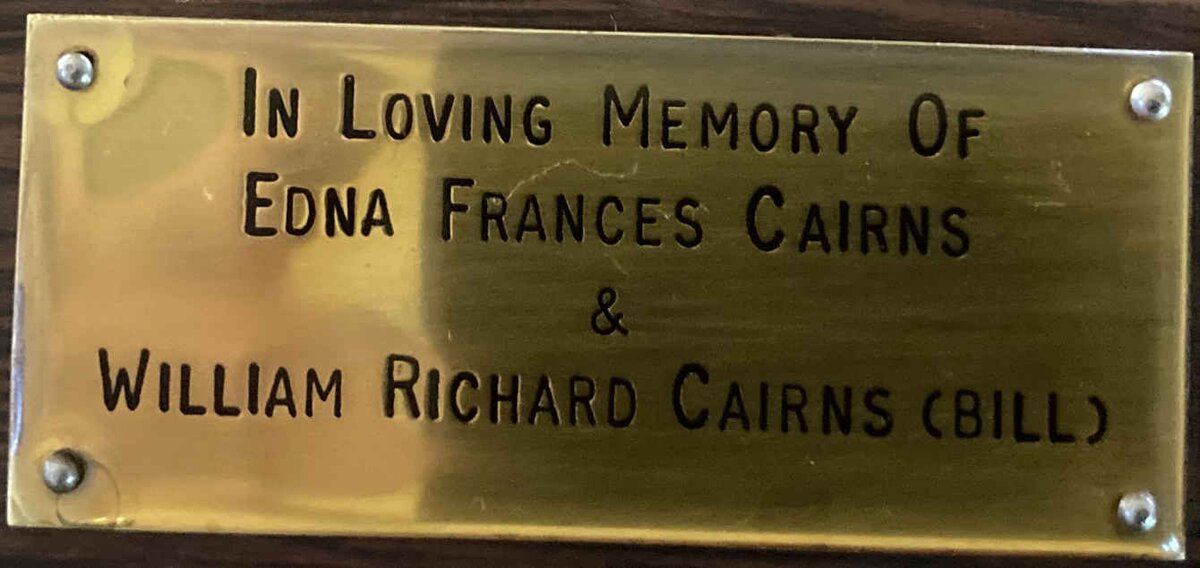 In Loving Memory Of
Edna Frances Cairns
&
William Richard Cairns (Bill)